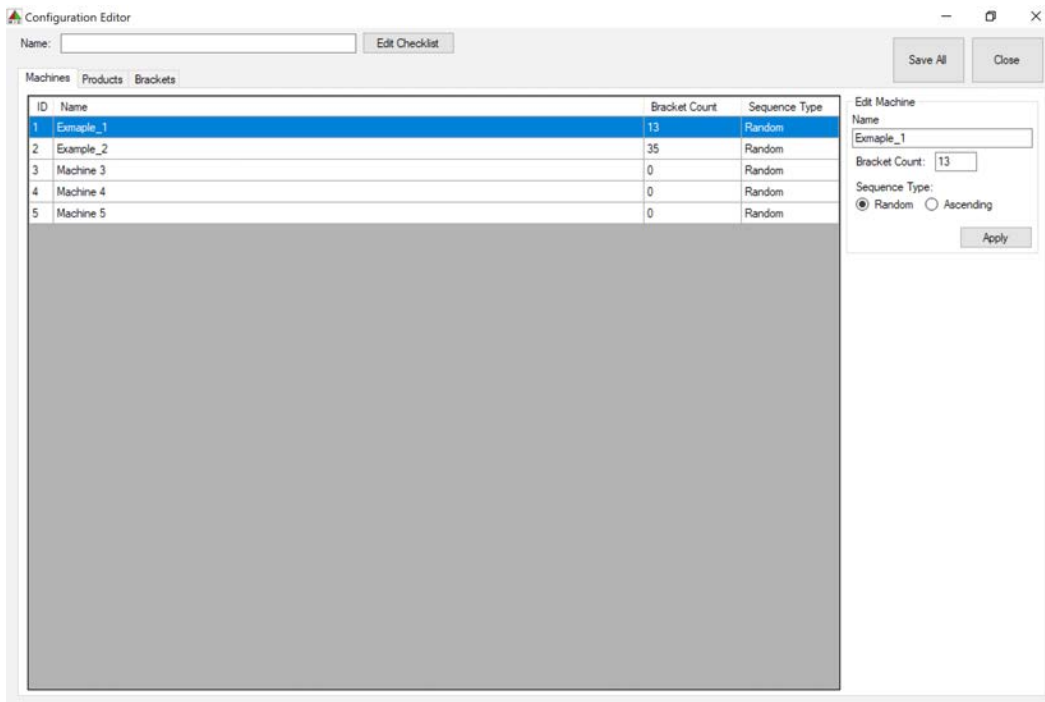 Configuration Editor
Name: Edit Checklist
Save All Close
Machines Products Brackets
ID Name Bracket Count Sequence Type
1 Exmaple_1 13 Random
2 Example_2 35 Random
3 Machine 3 0 Random
4 Machine 4 0 Random
5 Machine 5 0 Random
Edit Machine
Name
Exmaple_1
Bracket Count: 13
Sequence Type:
Random Ascending
Apply